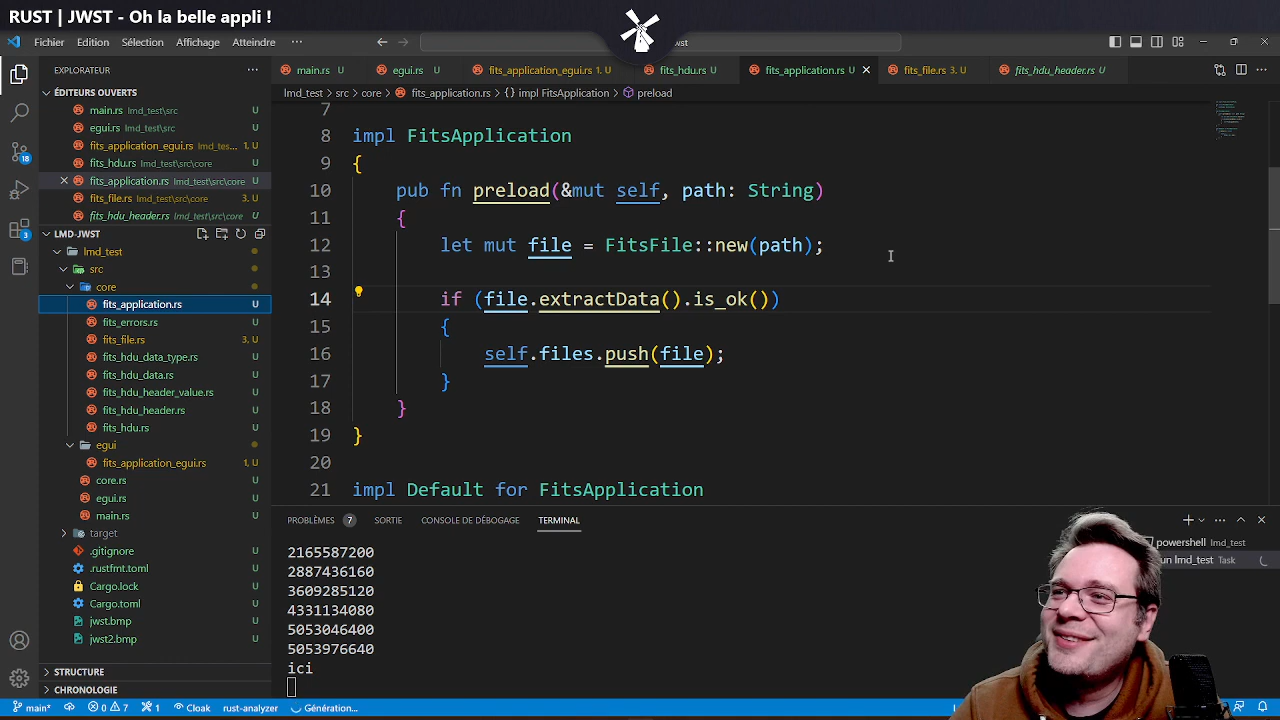 RUST | JWST - Oh la belle appli !
Fichier Edition Sélection Affichage Atteindre ··· wst
EXPLORATEUR
ÉDITEURS OUVERTS
main.rs lmd_test\src U
egui.rs lmd_test\src U
fits_application_egui.rs lmd_tes... 1, U
fits_hdu.rs lmd_test\src\core U
fits_application.rs lmd_test\src\core U
fits_file.rs lmd_test\src\core 3, U
fits_hdu_header.rs lmd_test\src\core U
LMD-JWST
lmd_test
src
core
fits_application.rs U
fits_errors.rs U
fits_file.rs 3, U
fits_hdu_data_type.rs U
fits_hdu_data.rs U
fits_hdu_header_value.rs U
fits_hdu_header.rs U
fits_hdu.rs U
egui
fits_application_egui.rs 1, U
core.rs U
egui.rs U
main.rs U
target
.gitignore U
.rustfmt.toml U
Cargo.lock U
Cargo.toml U
jwst.bmp U
jwst2.bmp U
STRUCTURE
CHRONOLOGIE
main.rs U egui.rs U fits_application_egui.rs 1, U fits_hdu.rs U fits_application.rs U fits_file.rs 3, U fits_hdu_header.rs U
lmd_test > src > core > fits_application.rs > {} impl FitsApplication > preload
7
8 impl FitsApplication
9 {
10 pub fn preload(&mut self, path: String)
11 {
12 let mut file = FitsFile::new(path);
13
14 if (file.extractData().is_ok())
15 {
16 self.files.push(file);
17 }
18 }
19 }
20
21 impl Default for FitsApplication
PROBLÈMES 7 SORTIE CONSOLE DE DÉBOGAGE TERMINAL
2165587200
2887436160
3609285120
4331134080
5053046400
5053976640
ici
powershell lmd_test
un lmd_test Task
main* 0 7 1 Cloak rust-analyzer Génération...
18
3